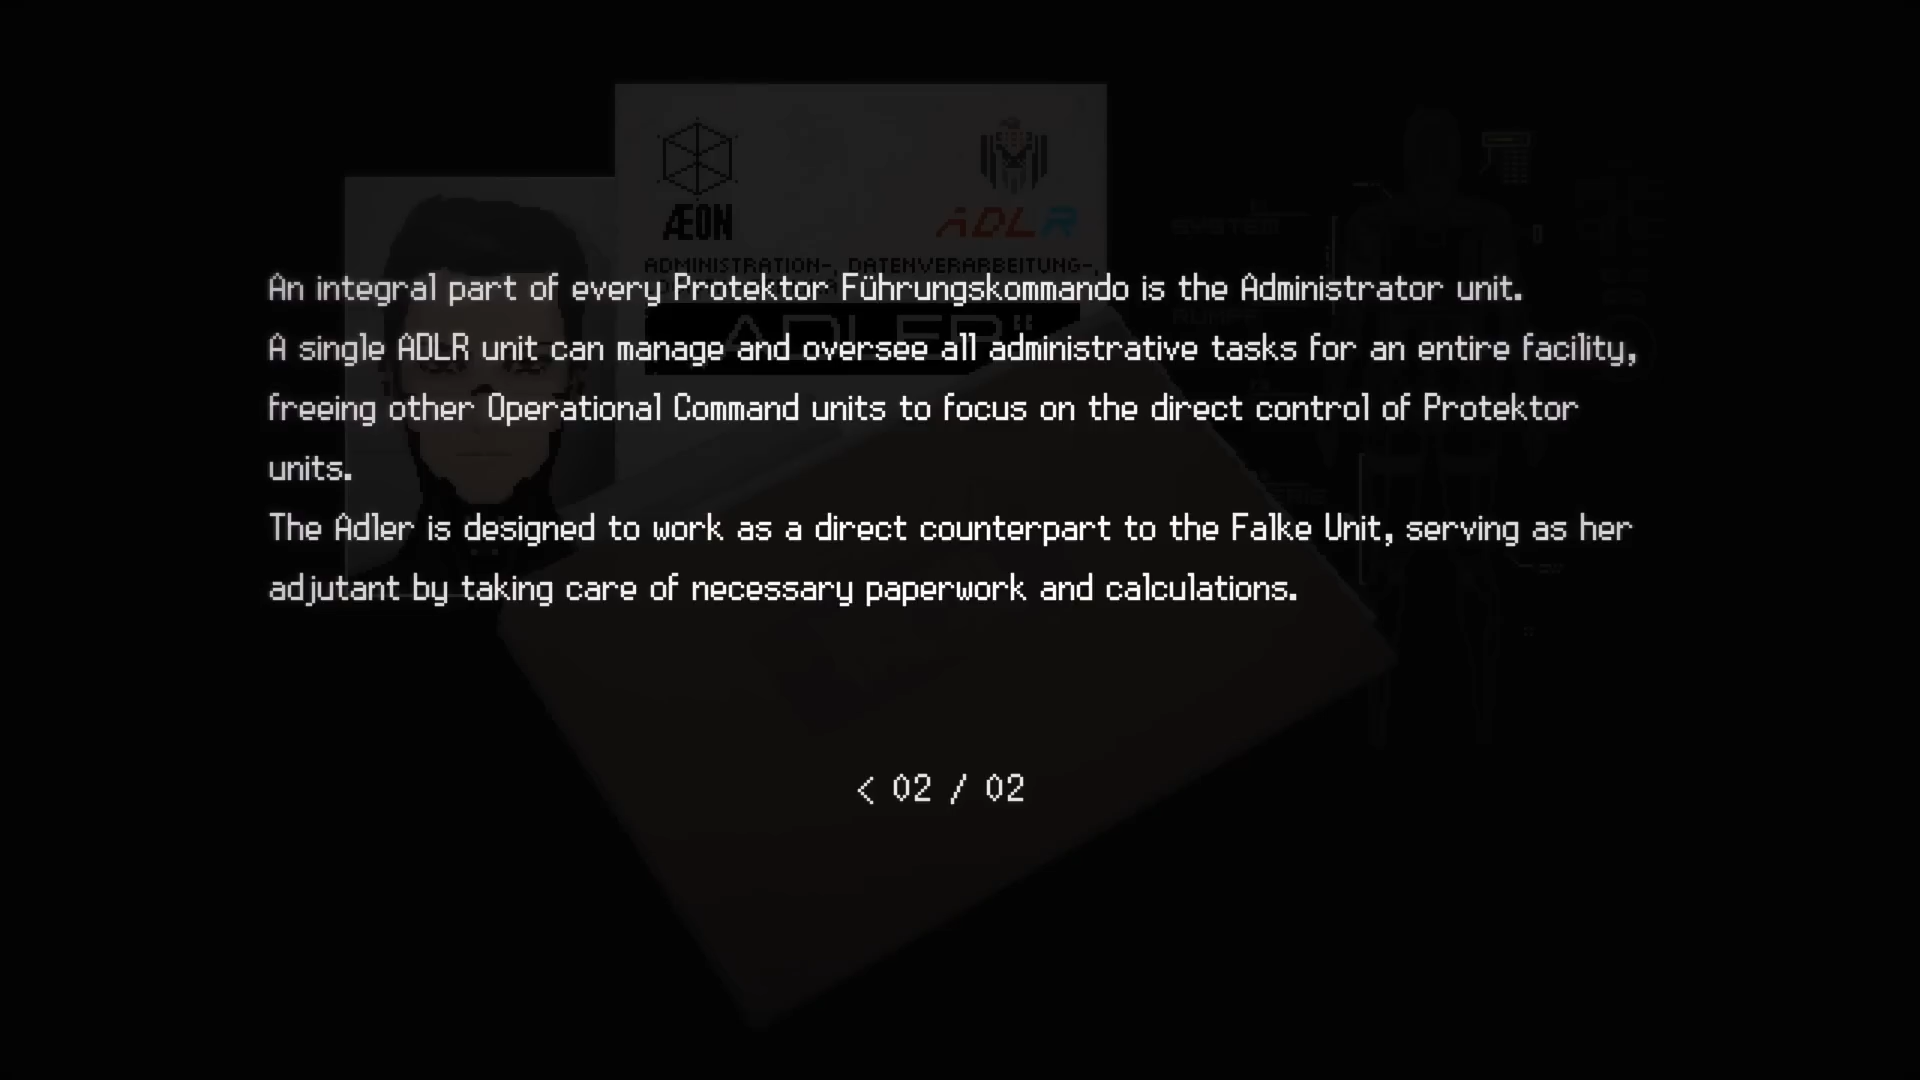 ÆON
ADLR
ADMINISTRATION-, DATENVERARBEITUNG-,
An integral part of every Protektor Führungskommando is the Administrator unit.
ADLER
SYSTEM
A single ADLR unit can manage and oversee all administrative tasks for an entire facility,
freeing other Operational Command units to focus on the direct control of Protektor
units.
The Adler is designed to work as a direct counterpart to the Falke Unit, serving as her
adjutant by taking care of necessary paperwork and calculations.
< 02 / 02